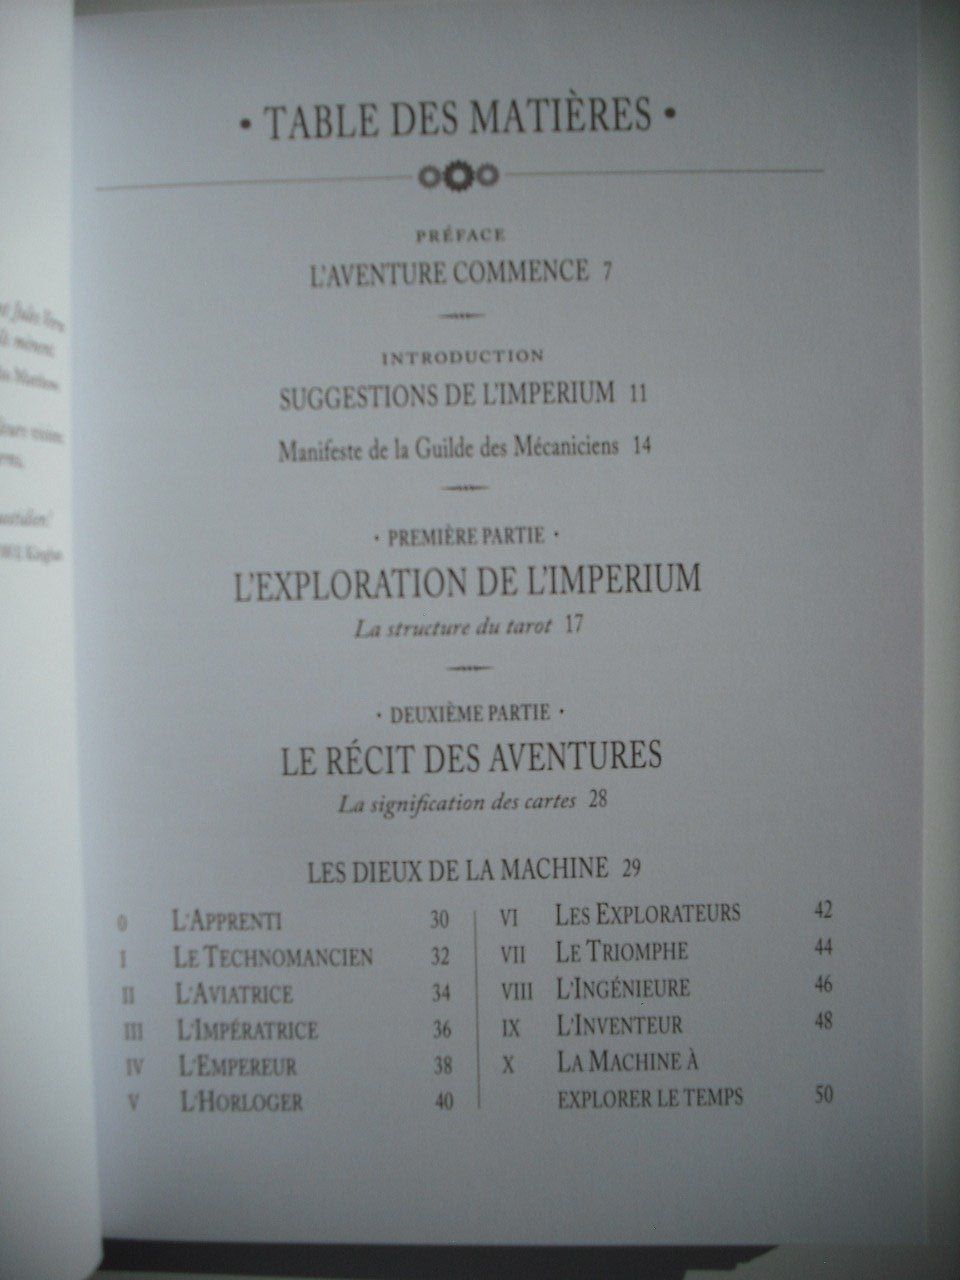 · TABLE DES MATIÈRES ·
PRÉFACE
L'AVENTURE COMMENCE 7
INTRODUCTION
SUGGESTIONS DE L'IMPERIUM 11
Manifeste de la Guilde des Mécaniciens 14
· PREMIÈRE PARTIE ·
L'EXPLORATION DE L'IMPERIUM
La structure du tarot 17
· DEUXIÈME PARTIE ·
LE RÉCIT DES AVENTURES
La signification des cartes 28
LES DIEUX DE LA MACHINE 29
0 L'APPRENTI 30
I LE TECHNOMANCIEN 32
II L'AVIATRICE 34
III L'IMPÉRATRICE 36
IV L'EMPEREUR 38
V L'HORLOGER 40
VI LES EXPLORATEURS 42
VII LE TRIOMPHE 44
VIII L'INGÉNIEURE 46
IX L'INVENTEUR 48
X LA MACHINE À
EXPLORER LE TEMPS 50